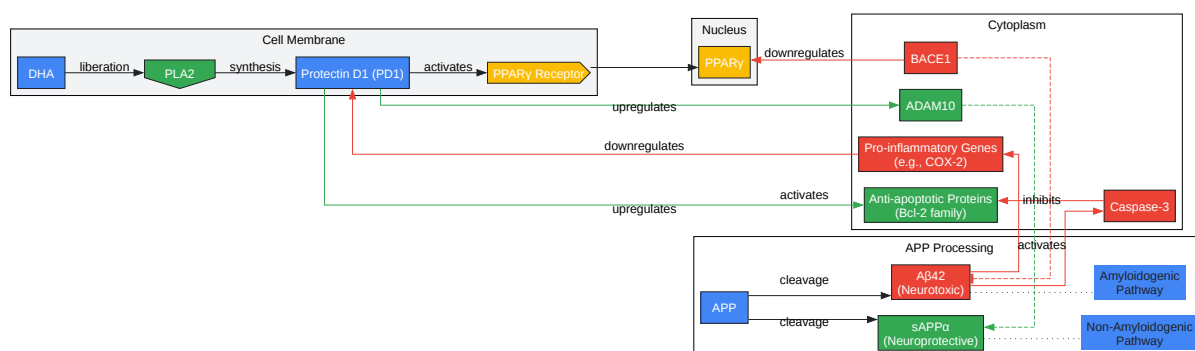 Cell Membrane
DHA
liberation
PLA2
synthesis
Protectin D1 (PD1)
activates
PPARγ Receptor
Nucleus
PPARγ
downregulates
Cytoplasm
BACE1
upregulates
ADAM10
downregulates
Pro-inflammatory Genes
(e.g., COX-2)
upregulates
activates
Anti-apoptotic Proteins
(Bcl-2 family)
inhibits
Caspase-3
activates
APP Processing
APP
cleavage
cleavage
Aβ42
(Neurotoxic)
Amyloidogenic
Pathway
sAPPα
(Neuroprotective)
Non-Amyloidogenic
Pathway